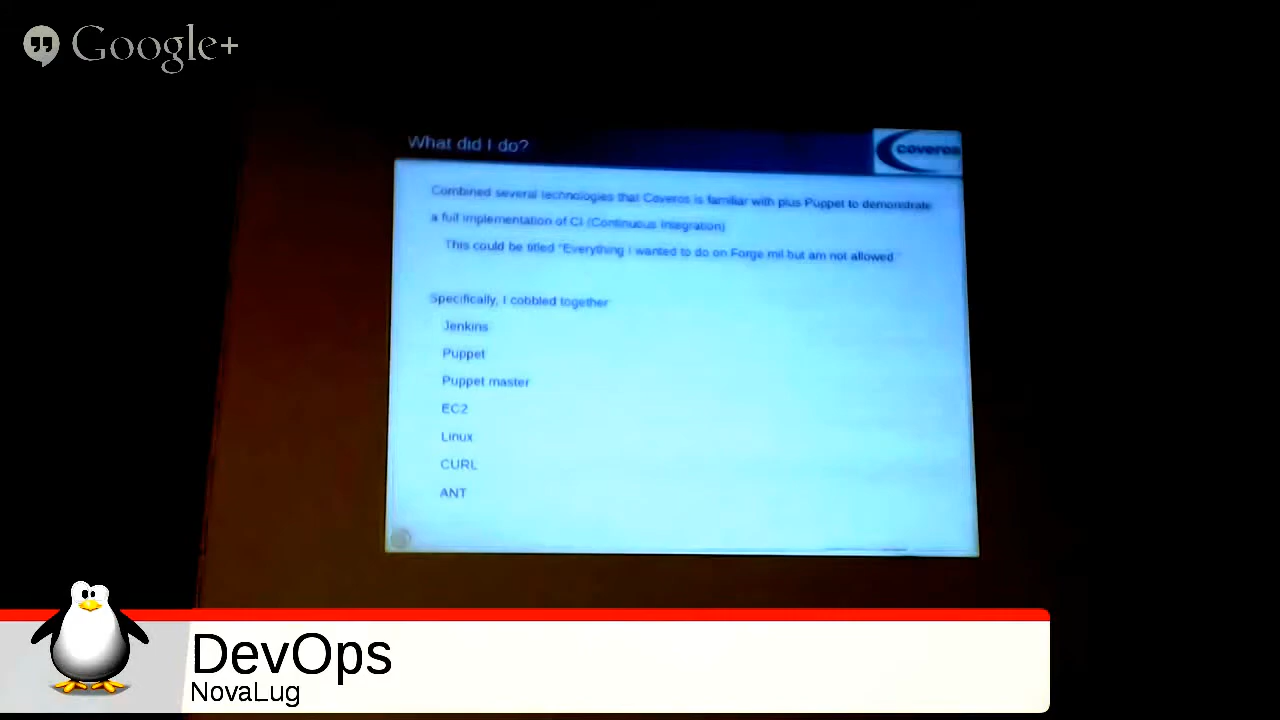 Google+
What did I do?
coveros
Combined several technologies that Coveros is familiar with plus Puppet to demonstrate
a full implementation of CI (Continuous Integration)
This could be titled "Everything I wanted to do on Forge mil but am not allowed"
Specifically, I cobbled together
Jenkins
Puppet
Puppet master
EC2
Linux
CURL
ANT
DevOps
NovaLug